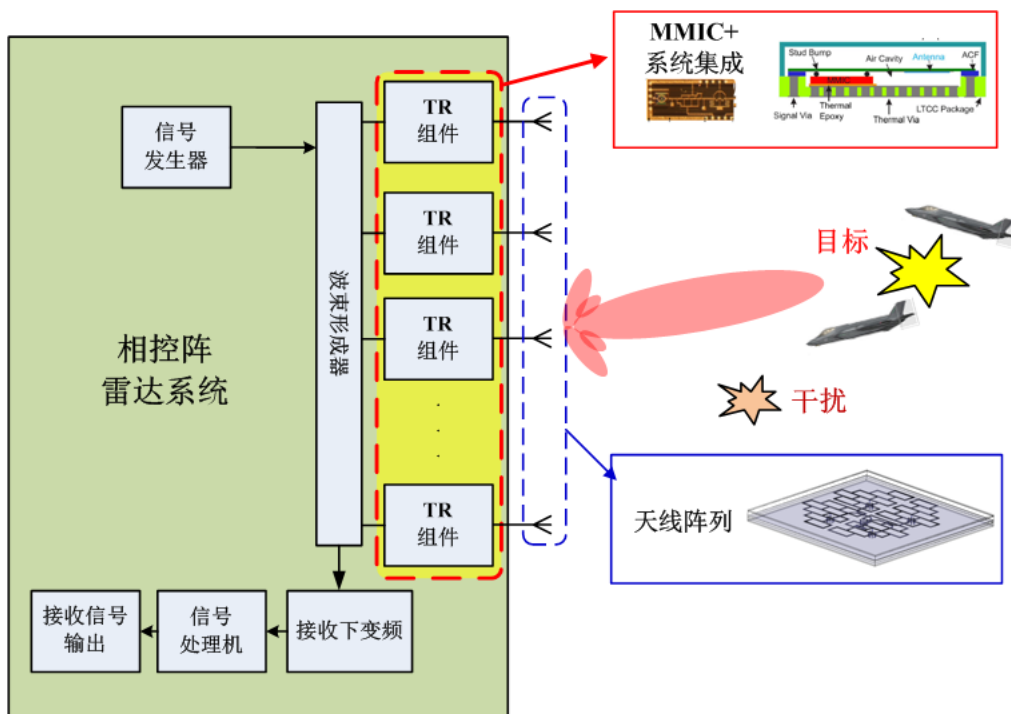 MMIC+
系统集成
Stud Bump
Air Cavity
Antenna
ACF
MMIC
Signal Via
Thermal
Epoxy
Thermal Via
LTCC Package
信号
发生器
波束形成器
TR
组件
TR
组件
TR
组件
.
.
.
TR
组件
目标
干扰
相控阵
雷达系统
天线阵列
接收信号
输出
信号
处理机
接收下变频